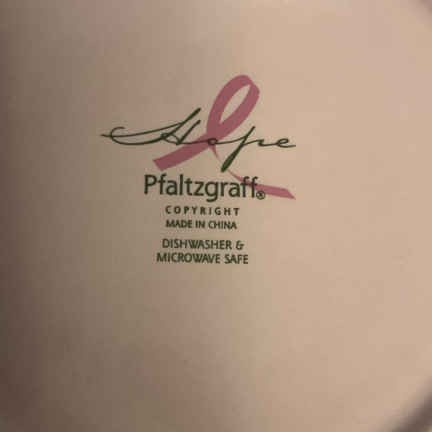 Hope
Pfaltzgraff®
COPYRIGHT
MADE IN CHINA
DISHWASHER &
MICROWAVE SAFE